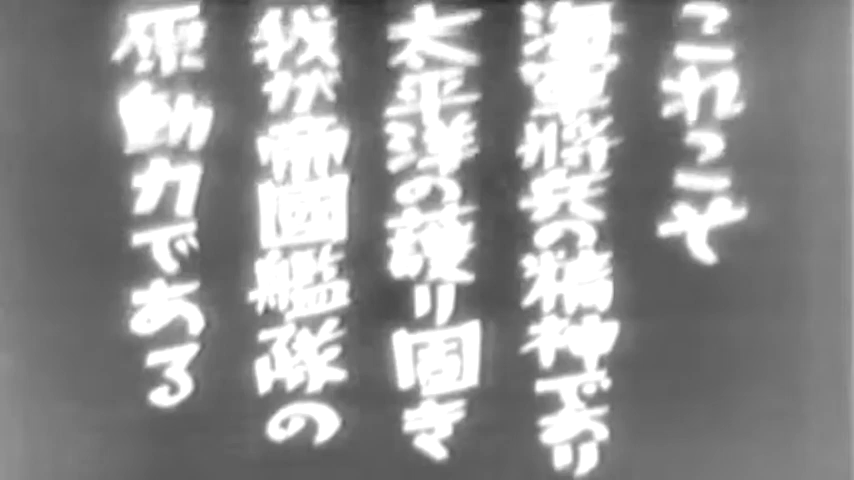 これこそ
海軍将兵の精神であり
太平洋の護り固き
我が帝國艦隊の
原動力である